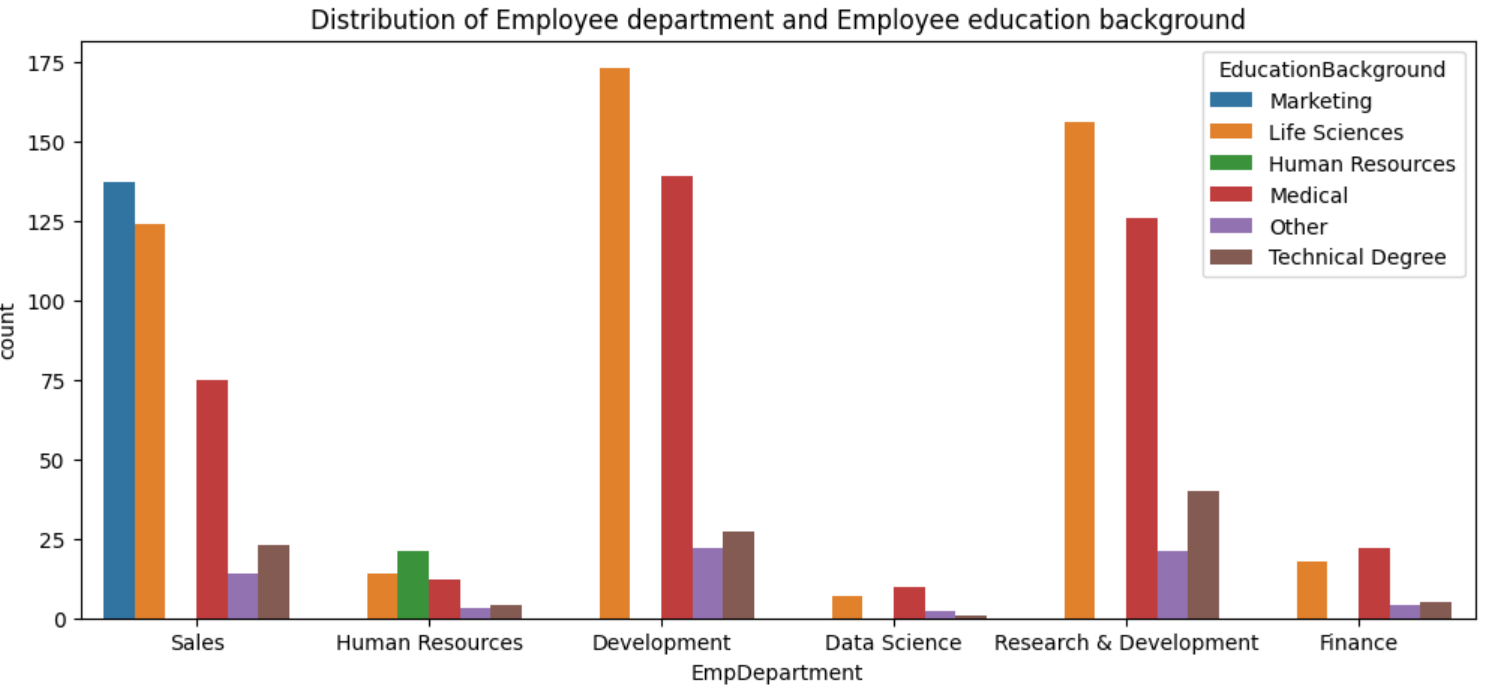 Distribution of Employee department and Employee education background
175
150
125
100
75
50
25
0
count
EducationBackground
Marketing
Life Sciences
Human Resources
Medical
Other
Technical Degree
Sales
Human Resources
Development
Data Science
Research & Development
Finance
EmpDepartment